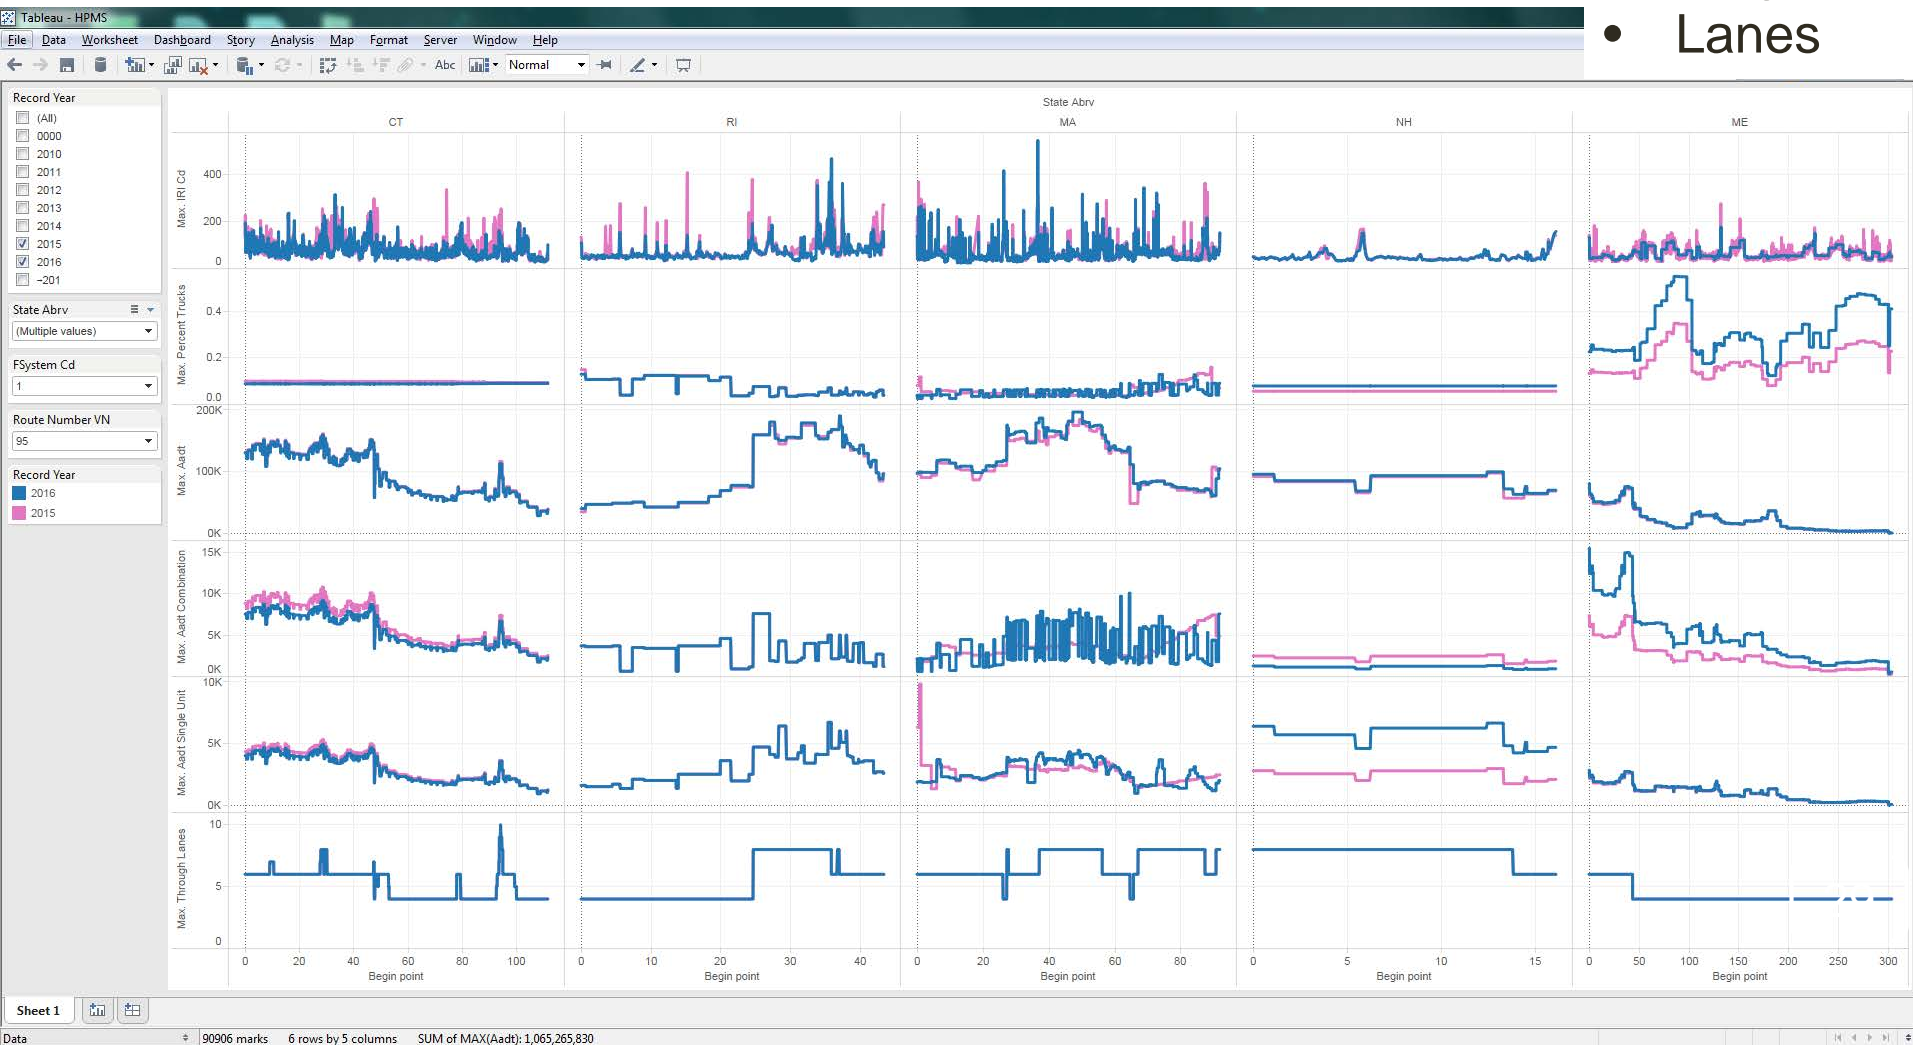 Tableau - HPMS
• Lanes
File Data Worksheet Dashboard Story Analysis Map Format Server Window Help
Abc Normal
Record Year
(All)
0000
2010
2011
2012
2013
2014
2015
2016
-201
State Abrv
(Multiple values)
FSystem Cd
1
Route Number VN
95
Record Year
2016
2015
State Abrv
CT RI MA NH ME
Max. IRI Cd
400
200
0
Max. Percent Trucks
0.4
0.2
0.0
Max. Aadt
200K
100K
0K
Max. Aadt Combination
15K
10K
5K
0K
Max. Aadt Single Unit
10K
5K
0K
Max. Through Lanes
10
5
0
0 20 40 60 80 100 0 10 20 30 40 0 20 40 60 80 0 5 10 15 0 50 100 150 200 250 300
Begin point Begin point Begin point Begin point Begin point
Sheet 1
Data 90906 marks 6 rows by 5 columns SUM of MAX(Aadt): 1,065,265,830